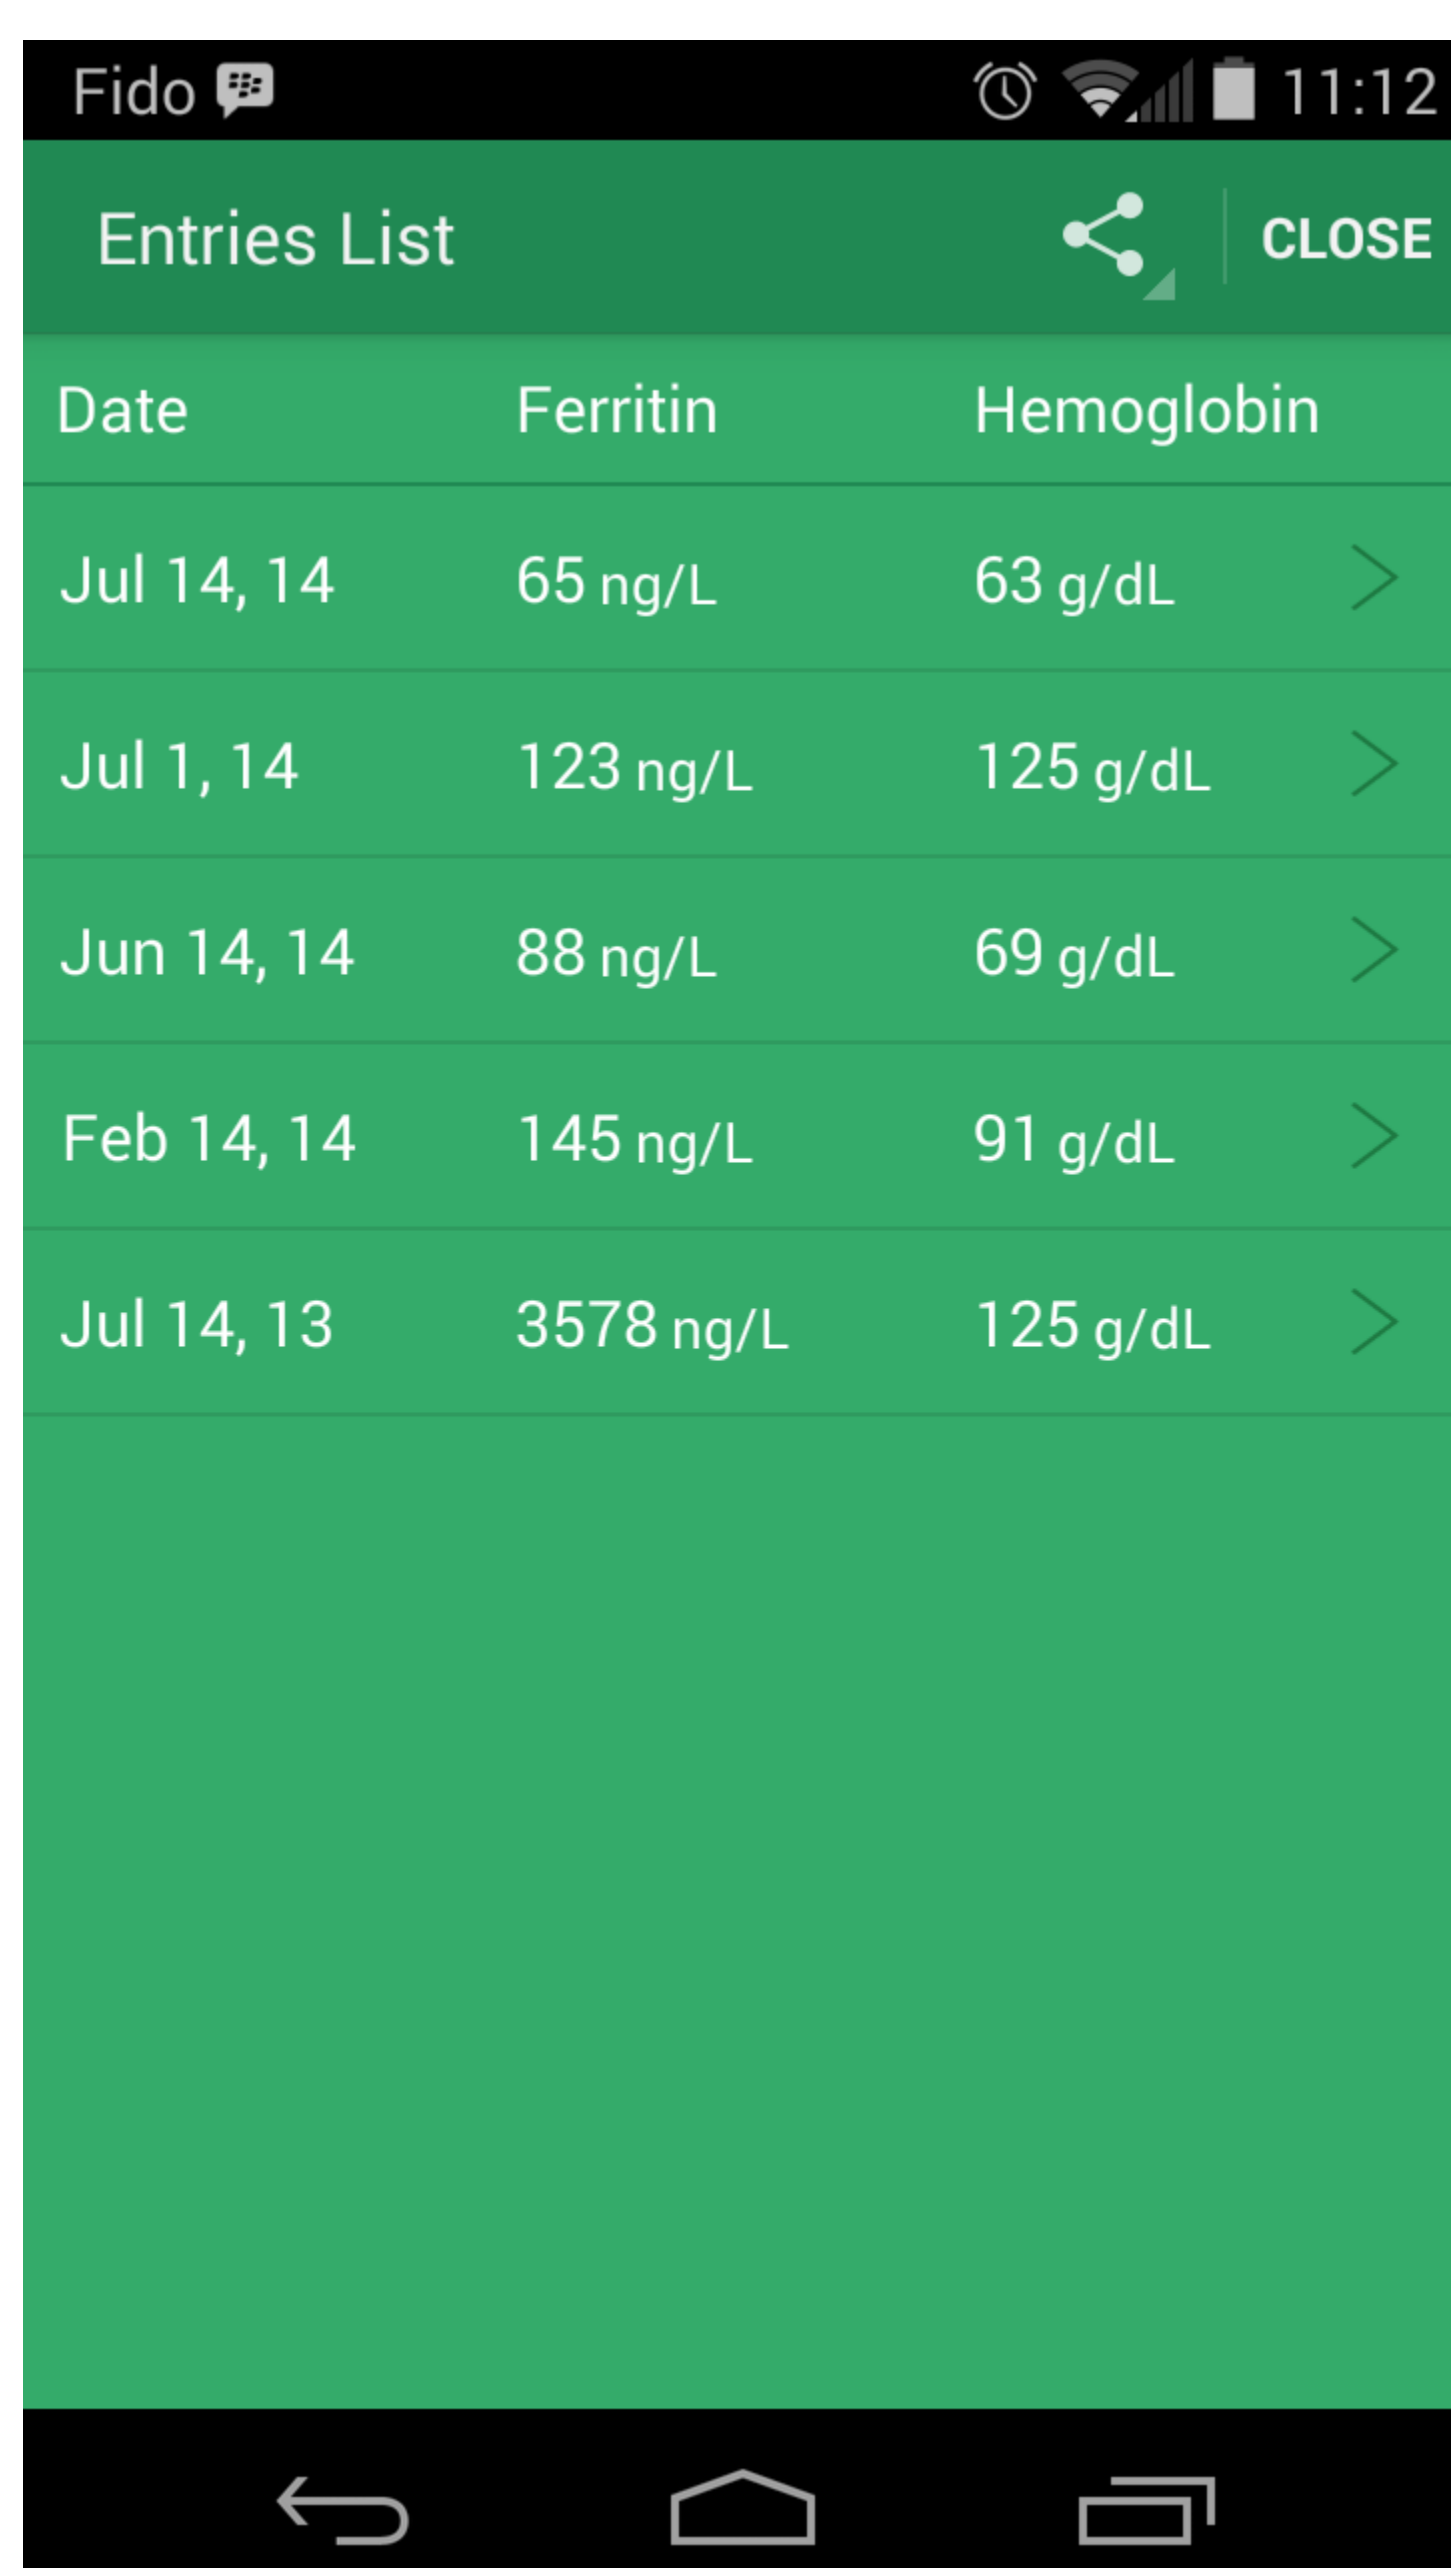 Fido 11:12
Entries List CLOSE
Date Ferritin Hemoglobin
Jul 14, 14 65 ng/L 63 g/dL
Jul 1, 14 123 ng/L 125 g/dL
Jun 14, 14 88 ng/L 69 g/dL
Feb 14, 14 145 ng/L 91 g/dL
Jul 14, 13 3578 ng/L 125 g/dL